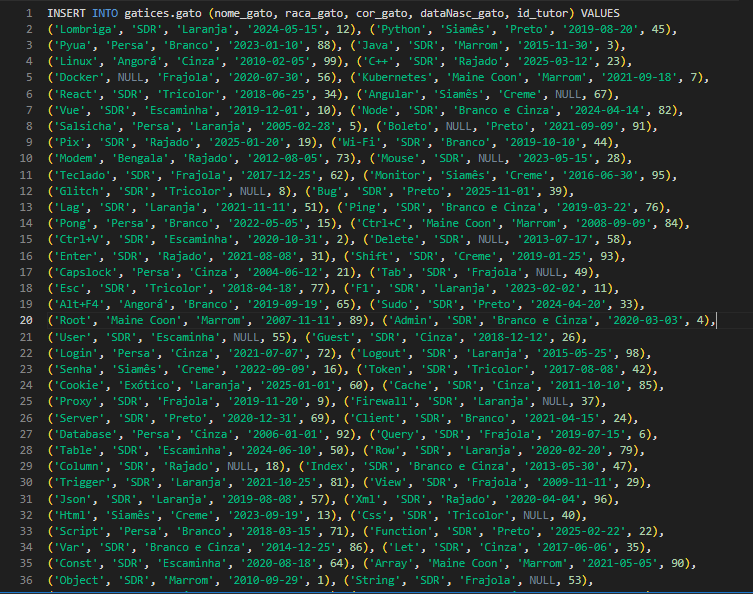 1 INSERT INTO gatices.gato (nome_gato, raca_gato, cor_gato, dataNasc_gato, id_tutor) VALUES
2 ('Lombriga', 'SDR', 'Laranja', '2024-05-15', 12), ('Python', 'Siamês', 'Preto', '2019-08-20', 45),
3 ('Pyua', 'Persa', 'Branco', '2023-01-10', 88), ('Java', 'SDR', 'Marrom', '2015-11-30', 3),
4 ('Linux', 'Angorá', 'Cinza', '2010-02-05', 99), ('C++', 'SDR', 'Rajado', '2025-03-12', 23),
5 ('Docker', NULL, 'Frajola', '2020-07-30', 56), ('Kubernetes', 'Maine Coon', 'Marrom', '2021-09-18', 7),
6 ('React', 'SDR', 'Tricolor', '2018-06-25', 34), ('Angular', 'Siamês', 'Creme', NULL, 67),
7 ('Vue', 'SDR', 'Escaminha', '2019-12-01', 10), ('Node', 'SDR', 'Branco e Cinza', '2024-04-14', 82),
8 ('Salsicha', 'Persa', 'Laranja', '2005-02-28', 5), ('Boleto', NULL, 'Preto', '2021-09-09', 91),
9 ('Pix', 'SDR', 'Rajado', '2025-01-20', 19), ('Wi-Fi', 'SDR', 'Branco', '2019-10-10', 44),
10 ('Modem', 'Bengala', 'Rajado', '2012-08-05', 73), ('Mouse', 'SDR', NULL, '2023-05-15', 28),
11 ('Teclado', 'SDR', 'Frajola', '2017-12-25', 62), ('Monitor', 'Siamês', 'Creme', '2016-06-30', 95),
12 ('Glitch', 'SDR', 'Tricolor', NULL, 8), ('Bug', 'SDR', 'Preto', '2025-11-01', 39),
13 ('Lag', 'SDR', 'Laranja', '2021-11-11', 51), ('Ping', 'SDR', 'Branco e Cinza', '2019-03-22', 76),
14 ('Pong', 'Persa', 'Branco', '2022-05-05', 15), ('Ctrl+C', 'Maine Coon', 'Marrom', '2008-09-09', 84),
15 ('Ctrl+V', 'SDR', 'Escaminha', '2020-10-31', 2), ('Delete', 'SDR', NULL, '2013-07-17', 58),
16 ('Enter', 'SDR', 'Rajado', '2021-08-08', 31), ('Shift', 'SDR', 'Creme', '2019-01-25', 93),
17 ('Capslock', 'Persa', 'Cinza', '2004-06-12', 21), ('Tab', 'SDR', 'Frajola', NULL, 49),
18 ('Esc', 'SDR', 'Tricolor', '2018-04-18', 77), ('F1', 'SDR', 'Laranja', '2023-02-02', 11),
19 ('Alt+F4', 'Angorá', 'Branco', '2019-09-19', 65), ('Sudo', 'SDR', 'Preto', '2024-04-20', 33),
20 ('Root', 'Maine Coon', 'Marrom', '2007-11-11', 89), ('Admin', 'SDR', 'Branco e Cinza', '2020-03-03', 4),
21 ('User', 'SDR', 'Escaminha', NULL, 55), ('Guest', 'SDR', 'Cinza', '2018-12-12', 26),
22 ('Login', 'Persa', 'Cinza', '2021-07-07', 72), ('Logout', 'SDR', 'Laranja', '2015-05-25', 98),
23 ('Senha', 'Siamês', 'Creme', '2022-09-09', 16), ('Token', 'SDR', 'Tricolor', '2017-08-08', 42),
24 ('Cookie', 'Exótico', 'Laranja', '2025-01-01', 60), ('Cache', 'SDR', 'Cinza', '2011-10-10', 85),
25 ('Proxy', 'SDR', 'Frajola', '2019-11-20', 9), ('Firewall', 'SDR', 'Laranja', NULL, 37),
26 ('Server', 'SDR', 'Preto', '2020-12-31', 69), ('Client', 'SDR', 'Branco', '2021-04-15', 24),
27 ('Database', 'Persa', 'Cinza', '2006-01-01', 92), ('Query', 'SDR', 'Frajola', '2019-07-15', 6),
28 ('Table', 'SDR', 'Escaminha', '2024-06-10', 50), ('Row', 'SDR', 'Laranja', '2020-02-20', 79),
29 ('Column', 'SDR', 'Rajado', NULL, 18), ('Index', 'SDR', 'Branco e Cinza', '2013-05-30', 47),
30 ('Trigger', 'SDR', 'Laranja', '2021-10-25', 81), ('View', 'SDR', 'Frajola', '2009-11-11', 29),
31 ('Json', 'SDR', 'Laranja', '2019-08-08', 57), ('Xml', 'SDR', 'Rajado', '2020-04-04', 96),
32 ('Html', 'Siamês', 'Creme', '2023-09-19', 13), ('Css', 'SDR', 'Tricolor', NULL, 40),
33 ('Script', 'Persa', 'Branco', '2018-03-15', 71), ('Function', 'SDR', 'Preto', '2025-02-22', 22),
34 ('Var', 'SDR', 'Branco e Cinza', '2014-12-25', 86), ('Let', 'SDR', 'Cinza', '2017-06-06', 35),
35 ('Const', 'SDR', 'Escaminha', '2020-08-18', 64), ('Array', 'Maine Coon', 'Marrom', '2021-05-05', 90),
36 ('Object', 'SDR', 'Marrom', '2010-09-29', 1), ('String', 'SDR', 'Frajola', NULL, 53),